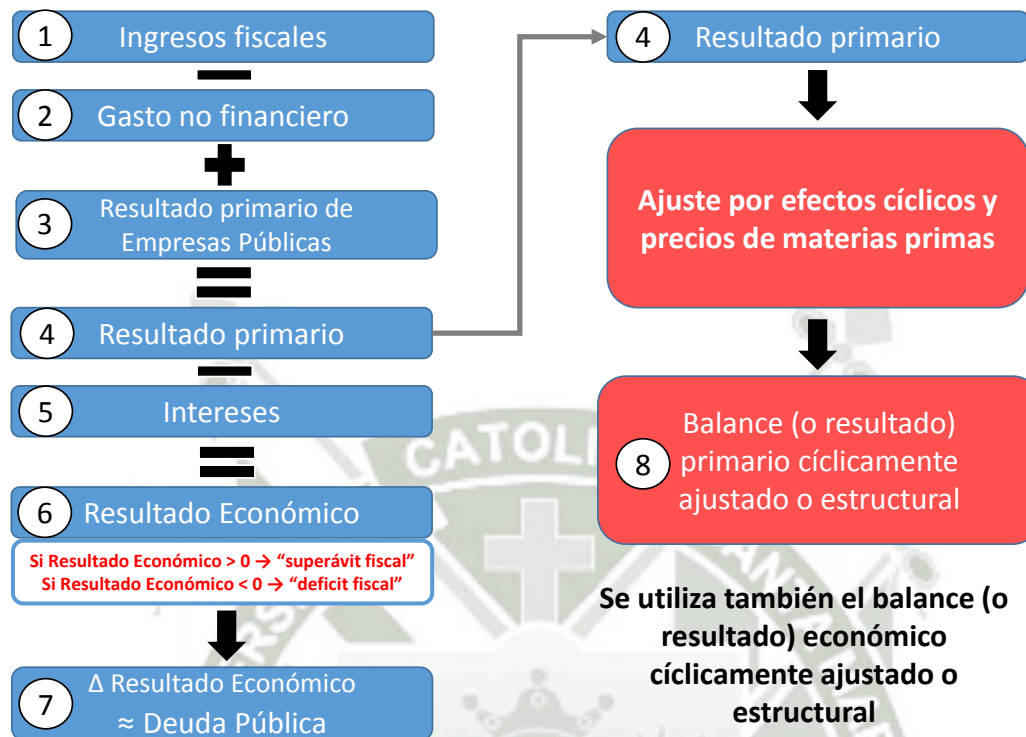 1 Ingresos fiscales
–
2 Gasto no financiero
+
3 Resultado primario de
Empresas Públicas
=
4 Resultado primario
–
5 Intereses
=
6 Resultado Económico
Si Resultado Económico > 0 → “superávit fiscal”
Si Resultado Económico < 0 → “deficit fiscal”
7 Δ Resultado Económico
≈ Deuda Pública
4 Resultado primario
Ajuste por efectos cíclicos y
precios de materias primas
8 Balance (o resultado)
primario cíclicamente
ajustado o estructural
Se utiliza también el balance (o
resultado) económico
cíclicamente ajustado o
estructural
CATOLI